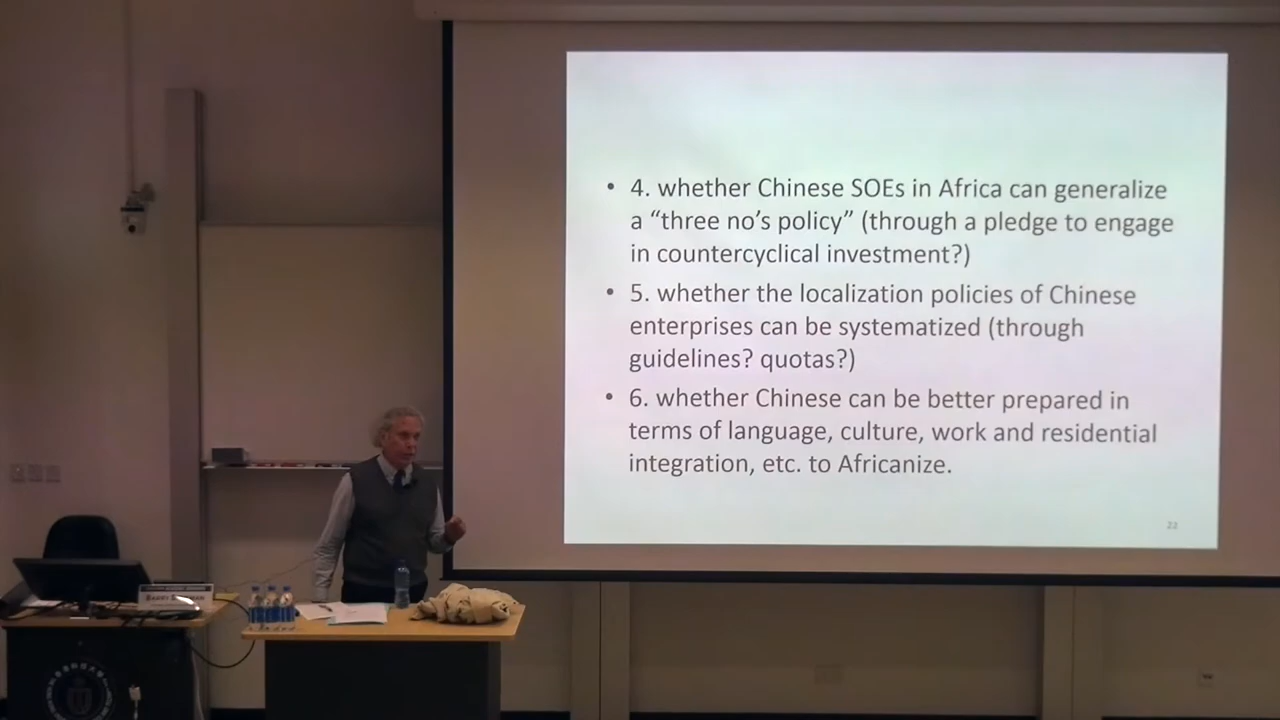 • 4. whether Chinese SOEs in Africa can generalize
a “three no’s policy” (through a pledge to engage
in countercyclical investment?)
• 5. whether the localization policies of Chinese
enterprises can be systematized (through
guidelines? quotas?)
• 6. whether Chinese can be better prepared in
terms of language, culture, work and residential
integration, etc. to Africanize.
22
BARRY